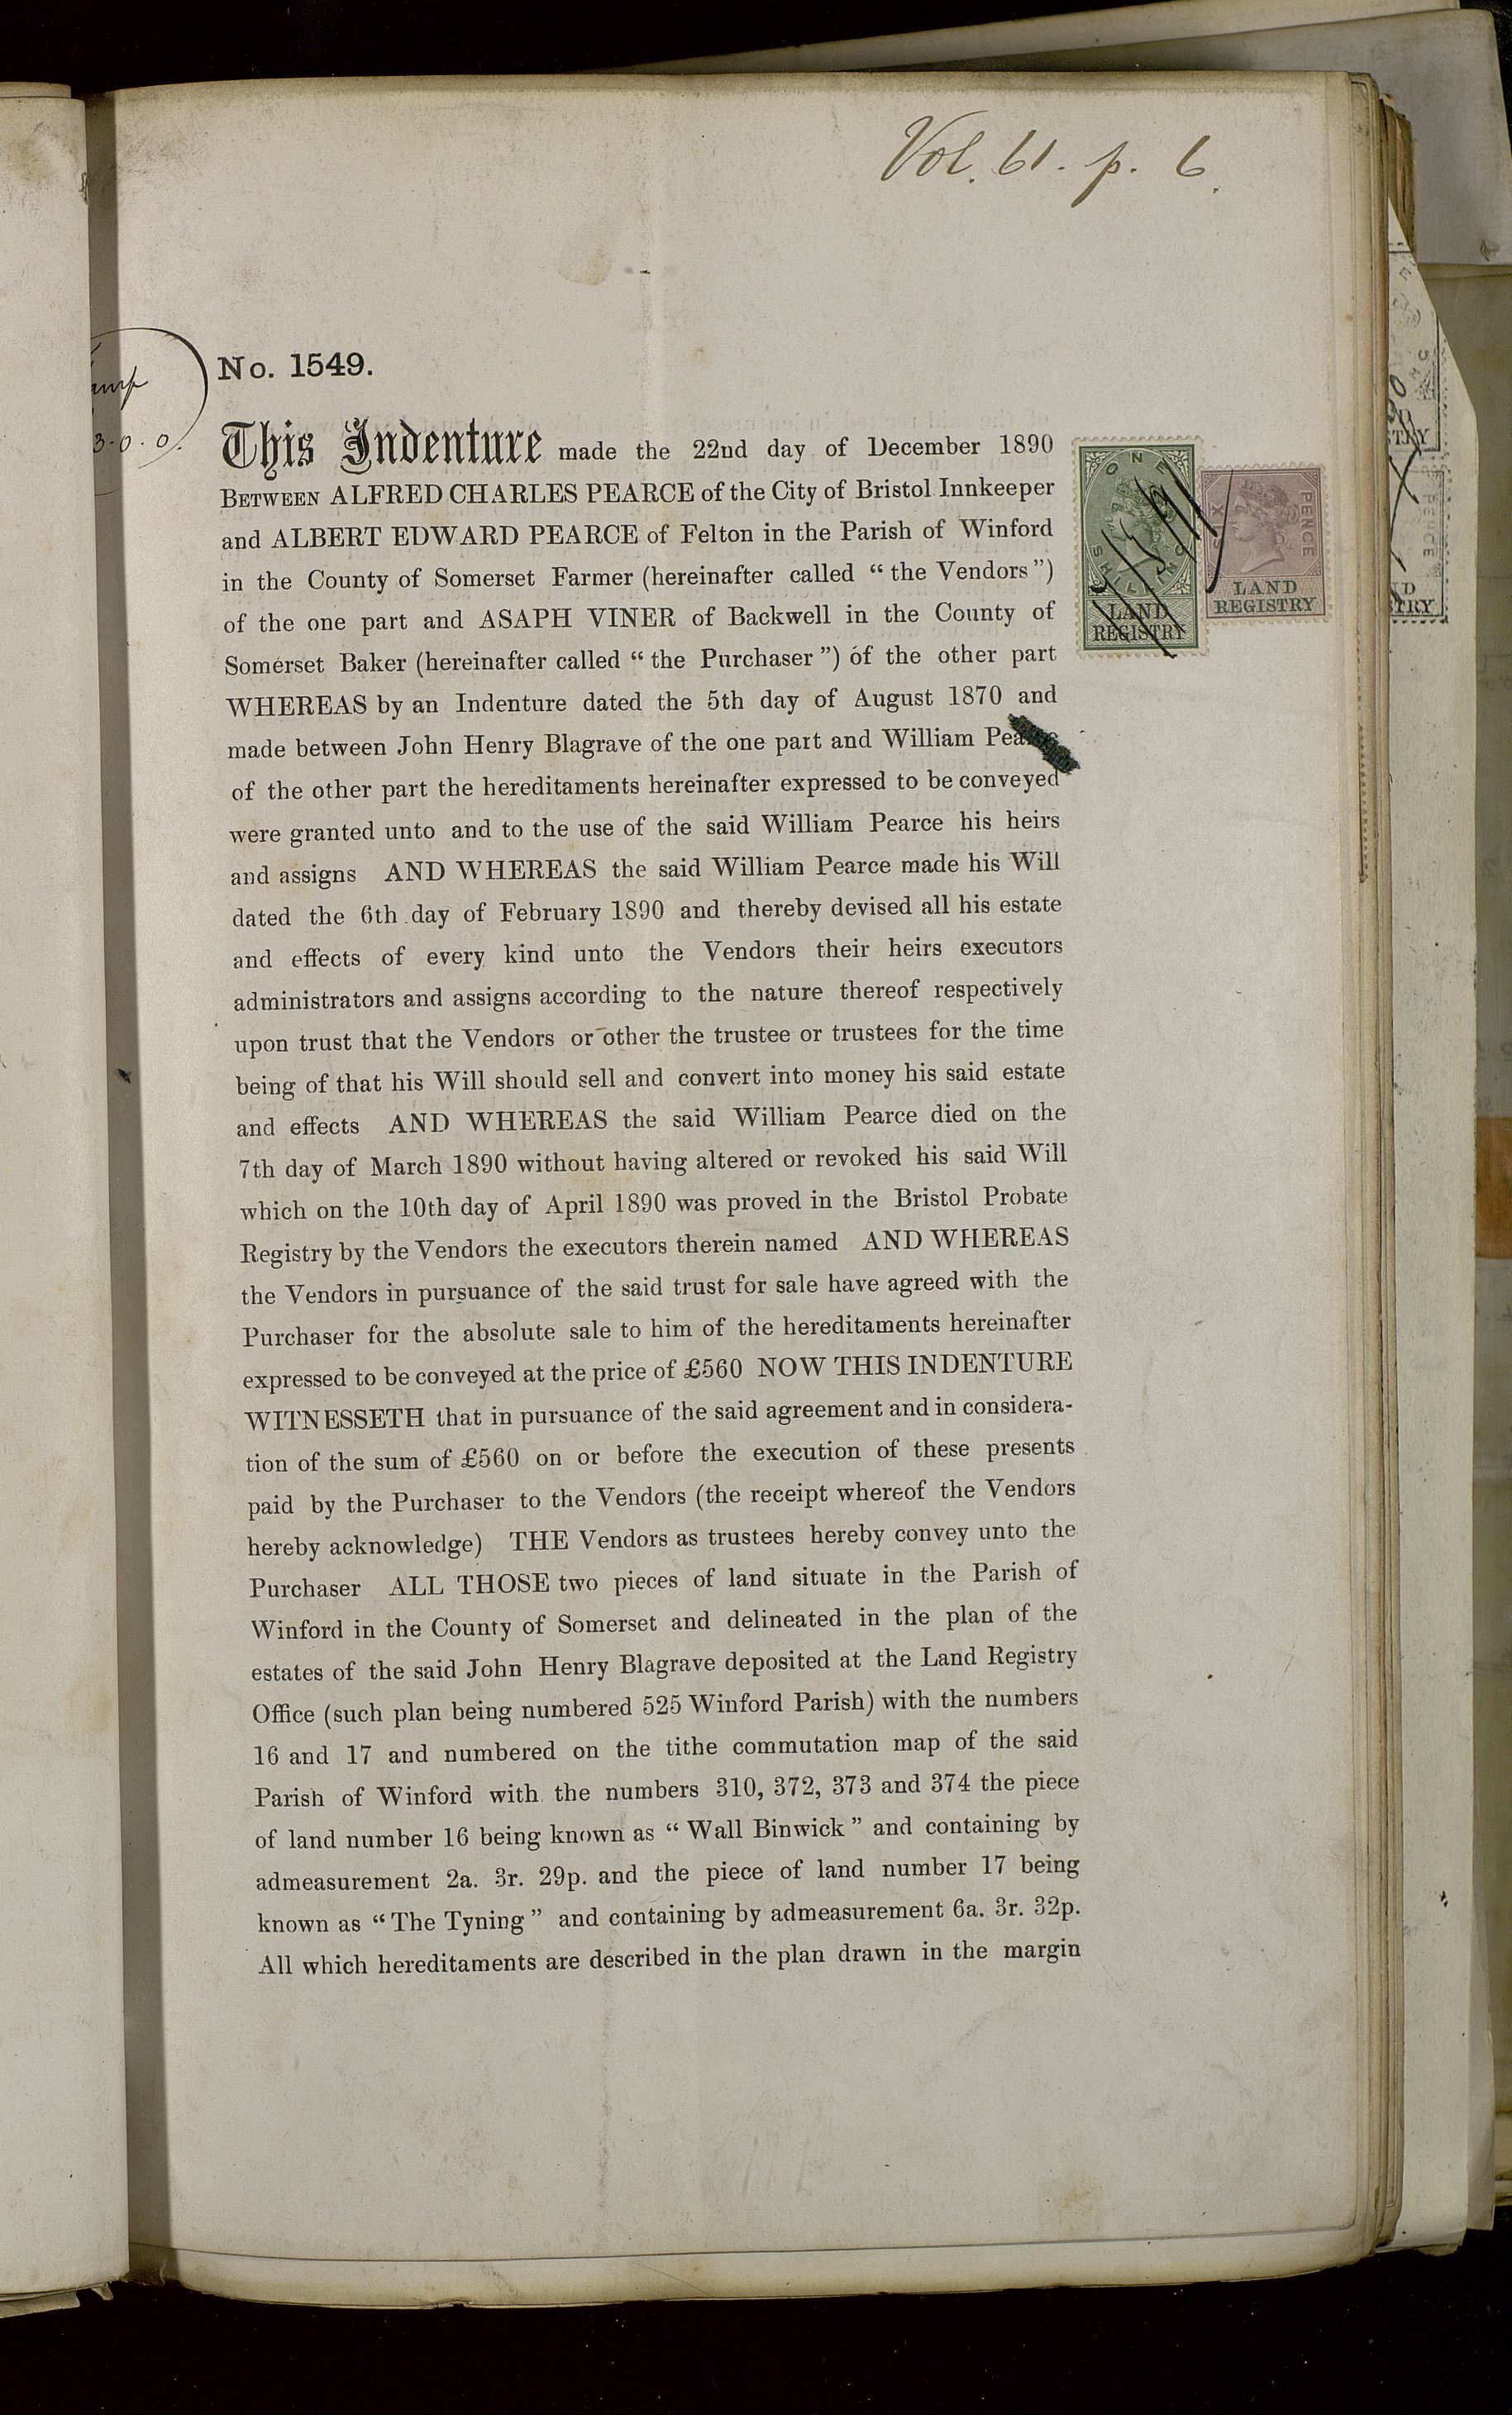 Vol. 61. p. 6.
3.0.0.
No. 1549.
This Indenture made the 22nd day of December 1890
BETWEEN ALFRED CHARLES PEARCE of the City of Bristol Innkeeper
and ALBERT EDWARD PEARCE of Felton in the Parish of Winford
in the County of Somerset Farmer (hereinafter called “ the Vendors ”)
of the one part and ASAPH VINER of Backwell in the County of
Somerset Baker (hereinafter called “ the Purchaser ”) of the other part
WHEREAS by an Indenture dated the 5th day of August 1870 and
made between John Henry Blagrave of the one part and William Pearce
of the other part the hereditaments hereinafter expressed to be conveyed
were granted unto and to the use of the said William Pearce his heirs
and assigns AND WHEREAS the said William Pearce made his Will
dated the 6th day of February 1890 and thereby devised all his estate
and effects of every kind unto the Vendors their heirs executors
administrators and assigns according to the nature thereof respectively
upon trust that the Vendors or other the trustee or trustees for the time
being of that his Will should sell and convert into money his said estate
and effects AND WHEREAS the said William Pearce died on the
7th day of March 1890 without having altered or revoked his said Will
which on the 10th day of April 1890 was proved in the Bristol Probate
Registry by the Vendors the executors therein named AND WHEREAS
the Vendors in pursuance of the said trust for sale have agreed with the
Purchaser for the absolute sale to him of the hereditaments hereinafter
expressed to be conveyed at the price of £560 NOW THIS INDENTURE
WITNESSETH that in pursuance of the said agreement and in considera-
tion of the sum of £560 on or before the execution of these presents
paid by the Purchaser to the Vendors (the receipt whereof the Vendors
hereby acknowledge) THE Vendors as trustees hereby convey unto the
Purchaser ALL THOSE two pieces of land situate in the Parish of
Winford in the County of Somerset and delineated in the plan of the
estates of the said John Henry Blagrave deposited at the Land Registry
Office (such plan being numbered 525 Winford Parish) with the numbers
16 and 17 and numbered on the tithe commutation map of the said
Parish of Winford with the numbers 310, 372, 373 and 374 the piece
of land number 16 being known as “ Wall Binwick ” and containing by
admeasurement 2a. 3r. 29p. and the piece of land number 17 being
known as “ The Tyning ” and containing by admeasurement 6a. 3r. 32p.
All which hereditaments are described in the plan drawn in the margin
ONE SHILLING
LAND
REGISTRY
SIX PENCE
LAND
REGISTRY